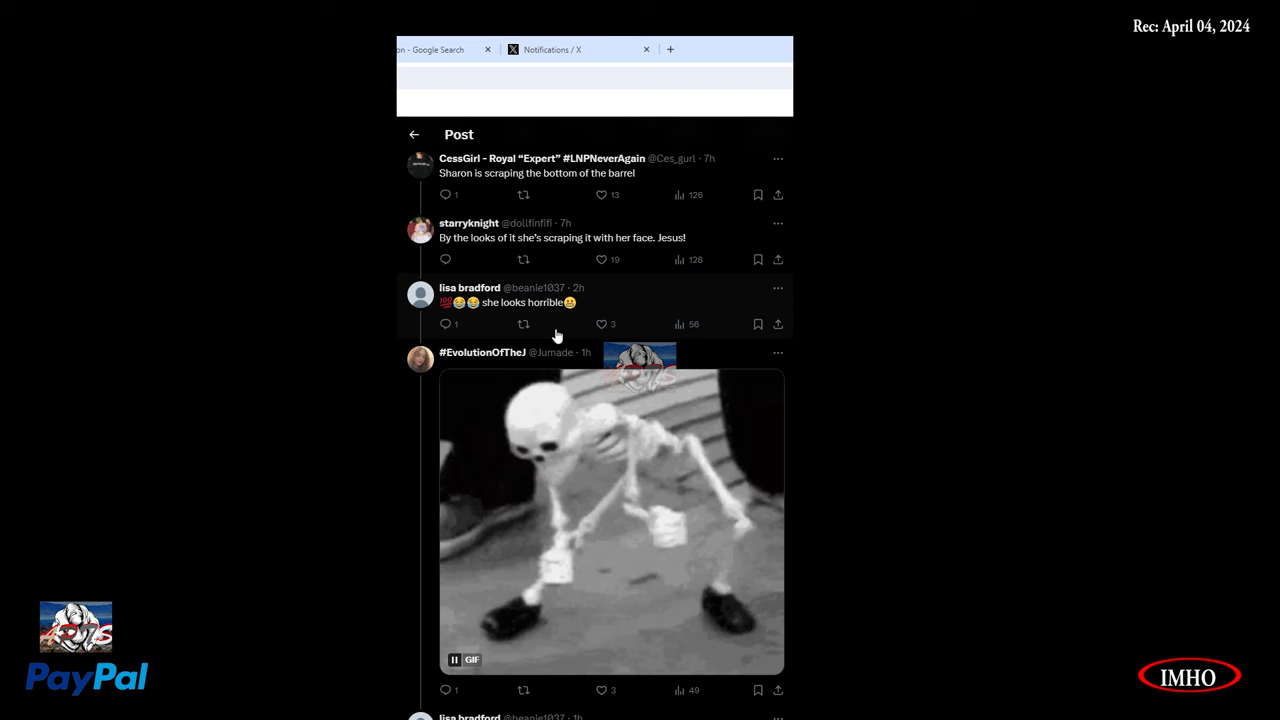 Rec: April 04, 2024
on - Google Search
Notifications / X
Post
CessGirl - Royal “Expert” #LNPNeverAgain @Ces_gurl · 7h
Sharon is scraping the bottom of the barrel
1 13 126
starryknight @dollfinfifi · 7h
By the looks of it she’s scraping it with her face. Jesus!
19 128
lisa bradford @beanie1037 · 2h
💯😂😂 she looks horrible😬
1 3 56
#EvolutionOfTheJ @Jumade · 1h
GIF
1 3 49
lisa bradford @beanie1037 · 1h
PayPal
IMHO